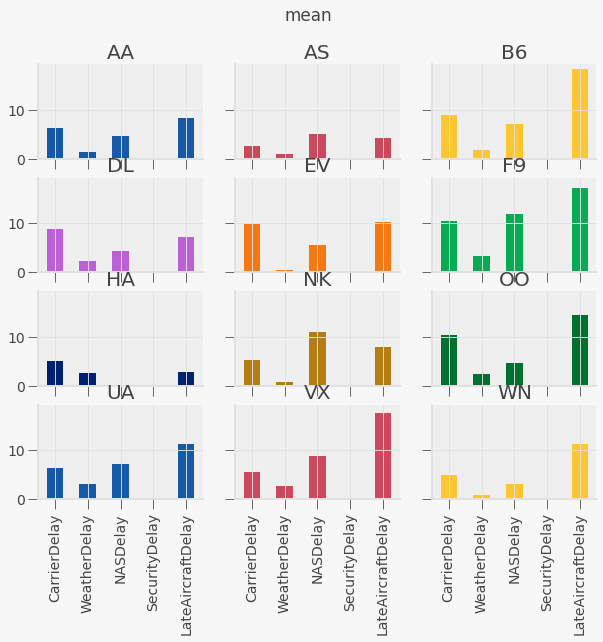 mean
AA AS B6
10
0
DL EV F9
10
0
HA NK OO
10
0
UA VX WN
10
0
CarrierDelay WeatherDelay NASDelay SecurityDelay LateAircraftDelay CarrierDelay WeatherDelay NASDelay SecurityDelay LateAircraftDelay CarrierDelay WeatherDelay NASDelay SecurityDelay LateAircraftDelay